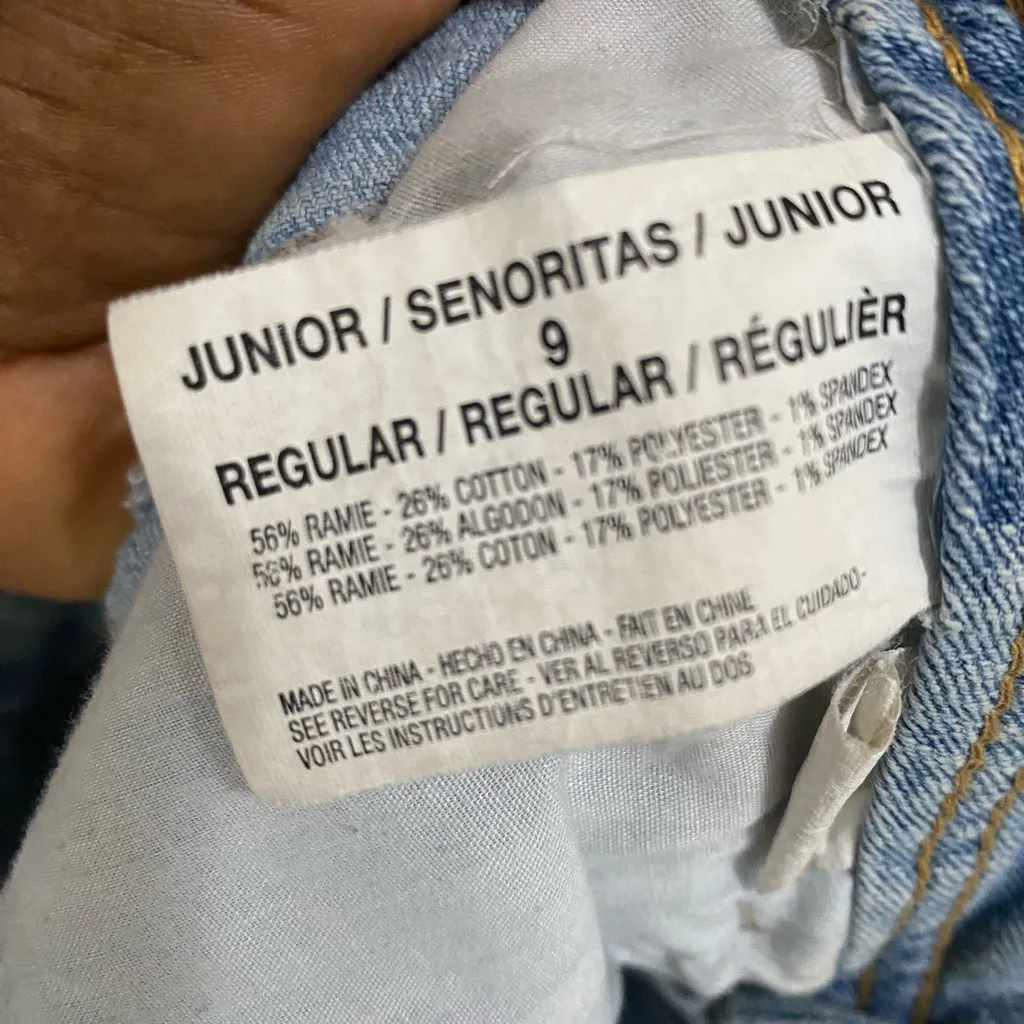 JUNIOR / SENORITAS / JUNIOR
9
REGULAR / REGULAR / RÉGULIÈR
56% RAMIE - 26% COTTON - 17% POLYESTER - 1% SPANDEX
56% RAMIE - 26% ALGODON - 17% POLIESTER - 1% SPANDEX
56% RAMIE - 26% COTON - 17% POLYESTER - 1% SPANDEX
MADE IN CHINA - HECHO EN CHINA - FAIT EN CHINE
SEE REVERSE FOR CARE - VER AL REVERSO PARA EL CUIDADO-
VOIR LES INSTRUCTIONS D'ENTRETIEN AU DOS